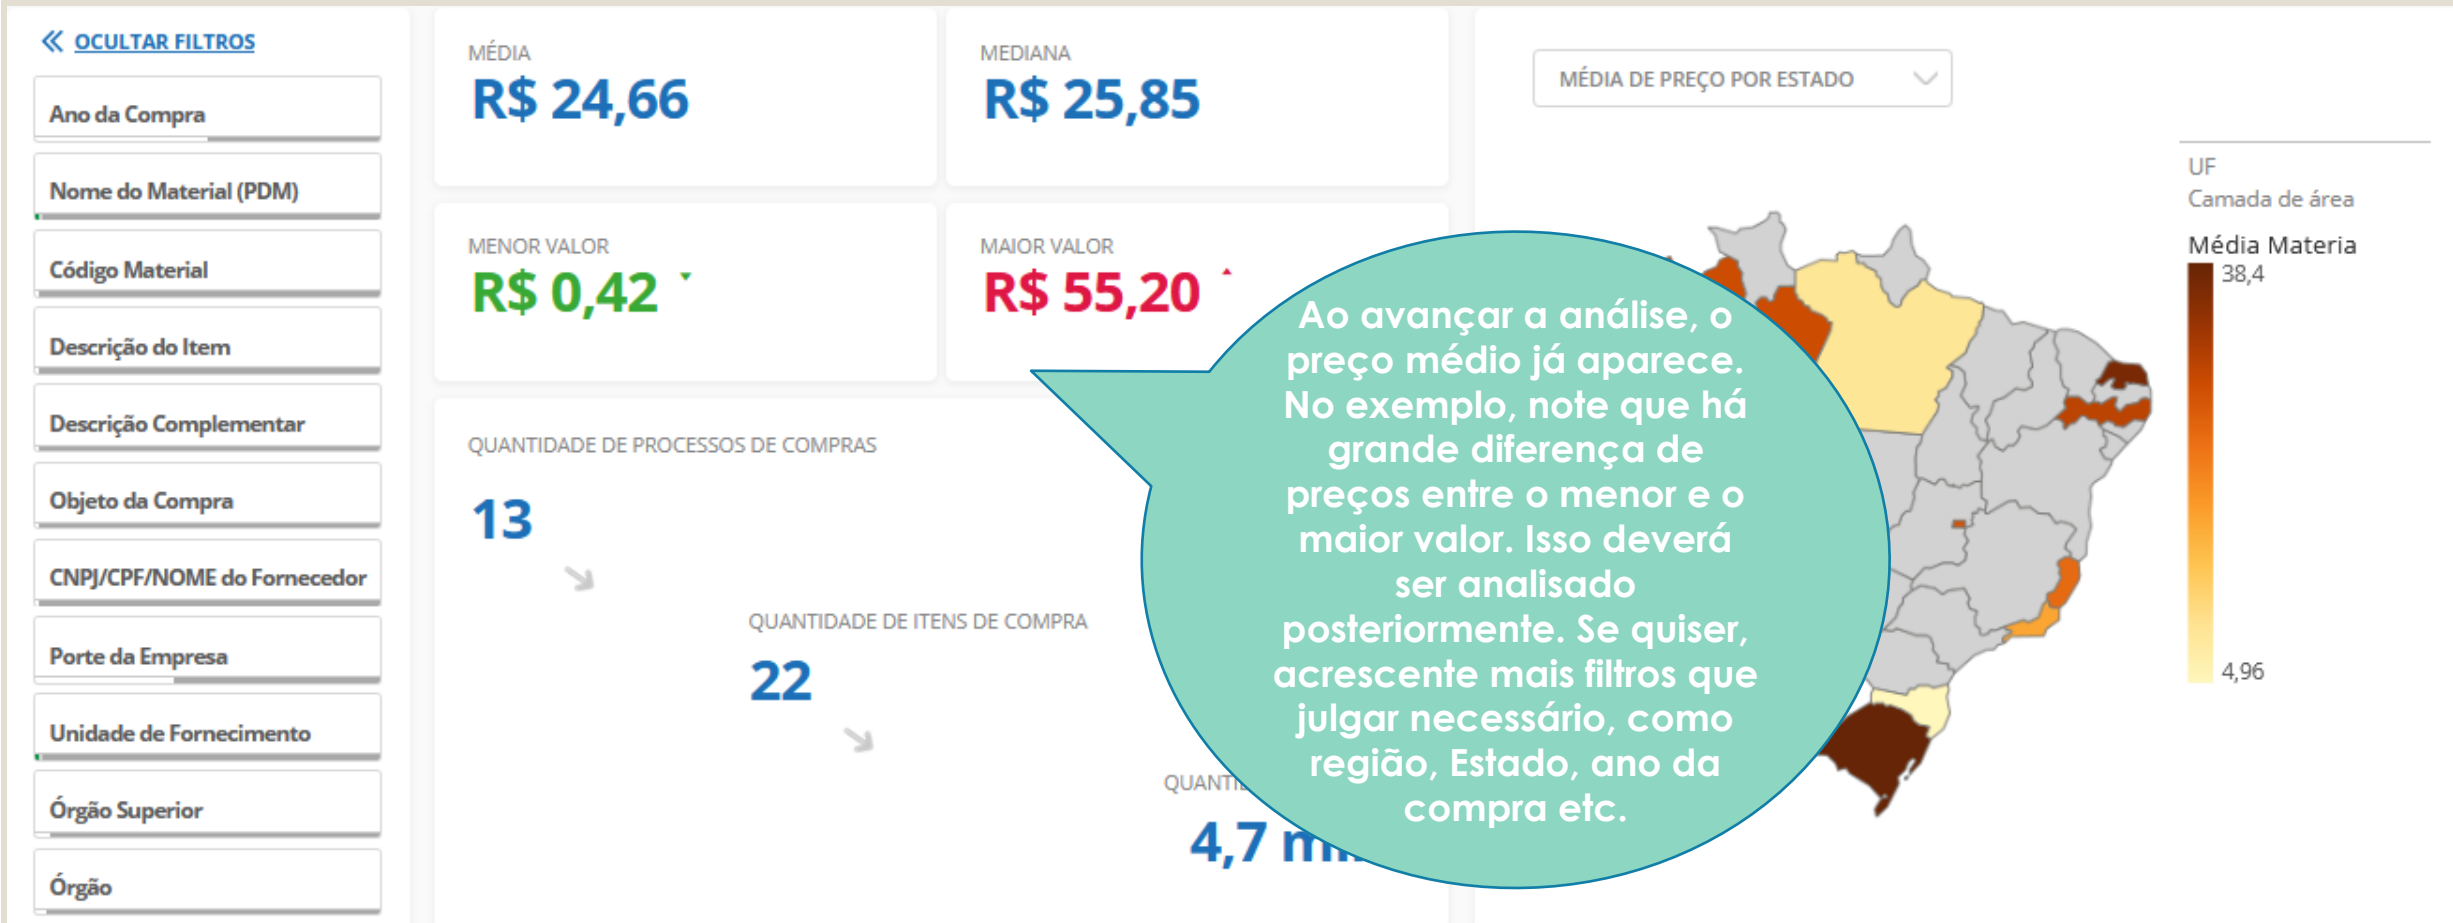 OCULTAR FILTROS
Ano da Compra
Nome do Material (PDM)
Código Material
Descrição do Item
Descrição Complementar
Objeto da Compra
CNPJ/CPF/NOME do Fornecedor
Porte da Empresa
Unidade de Fornecimento
Órgão Superior
Órgão
MÉDIA
R$ 24,66
MEDIANA
R$ 25,85
MENOR VALOR
R$ 0,42
MAIOR VALOR
R$ 55,20
QUANTIDADE DE PROCESSOS DE COMPRAS
13
QUANTIDADE DE ITENS DE COMPRA
22
4,7
Ao avançar a análise, o
preço médio já aparece.
No exemplo, note que há
grande diferença de
preços entre o menor e o
maior valor. Isso deverá
ser analisado
posteriormente. Se quiser,
acrescente mais filtros que
julgar necessário, como
região, Estado, ano da
compra etc.
MÉDIA DE PREÇO POR ESTADO
UF
Camada de área
Média Materia
38,4
4,96